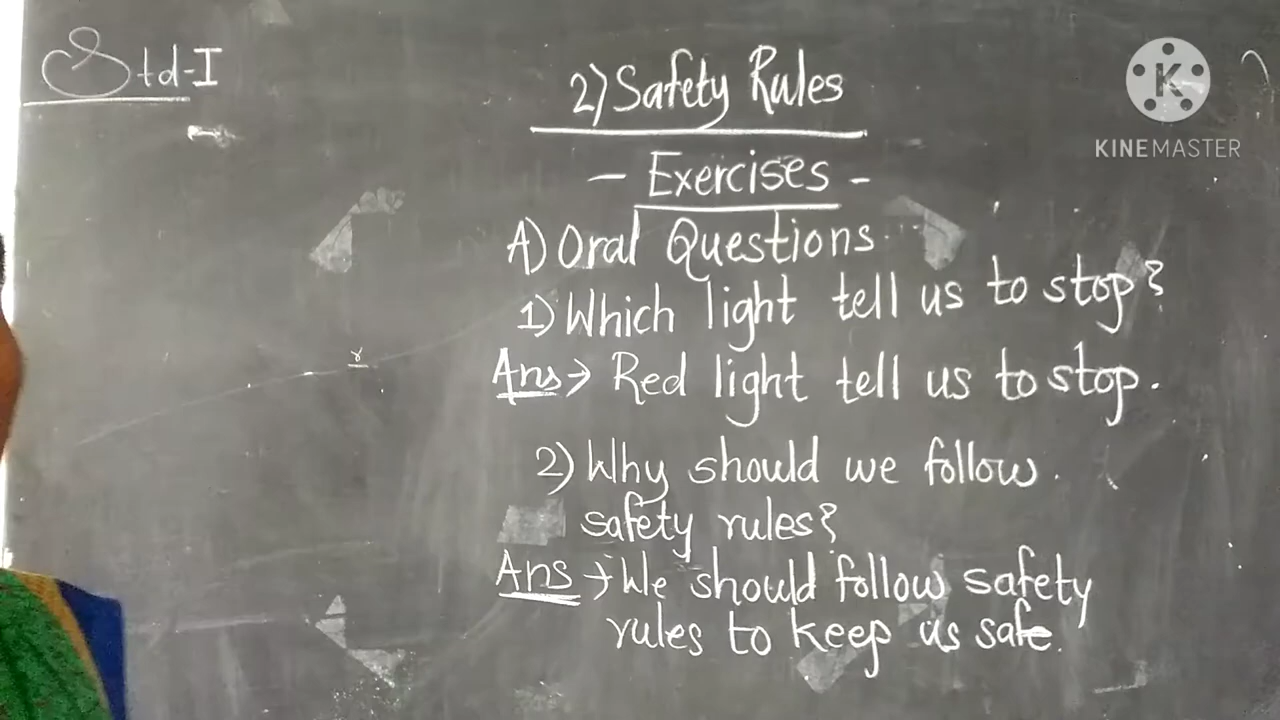 Std-I
2) Safety Rules
- Exercises -
A) Oral Questions
1) Which light tell us to stop?
Ans → Red light tell us to stop.
2) Why should we follow
safety rules?
Ans → We should follow safety
rules to keep us safe.
K
KINEMASTER